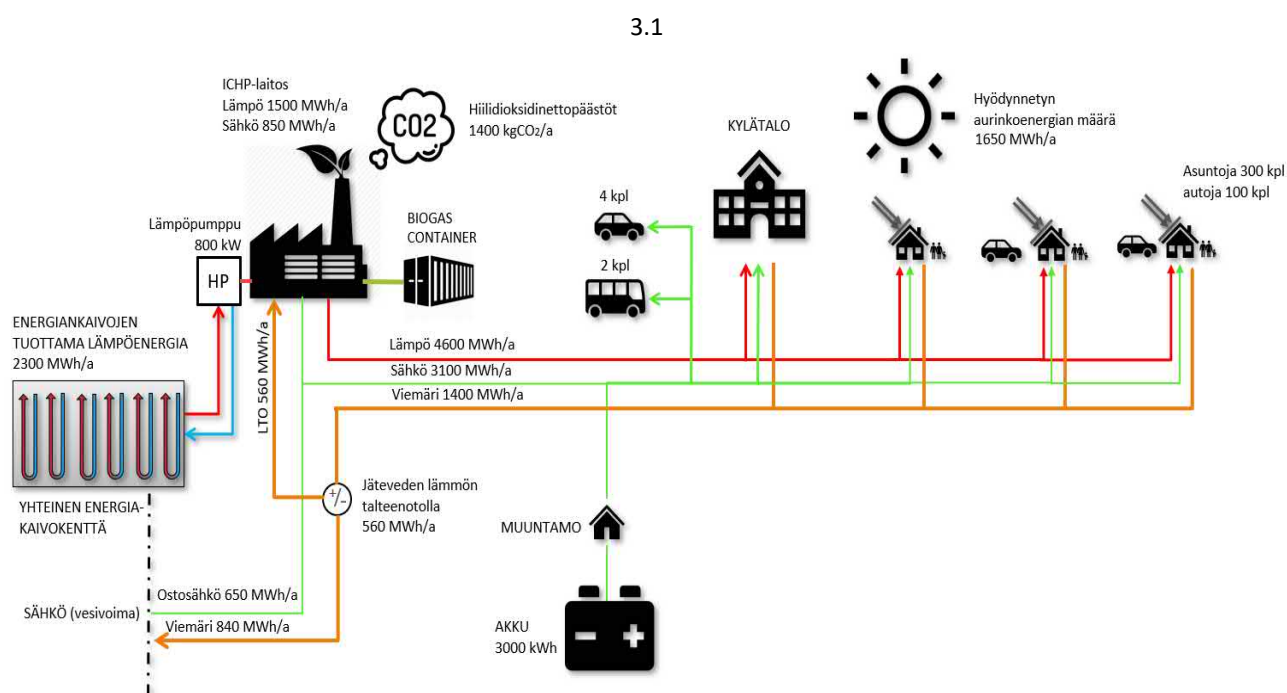 3.1
ICHP-laitos
Lämpö 1500 MWh/a
Sähkö 850 MWh/a
CO2
Hiilidioksidinettopäästöt
1400 kgCO₂/a
KYLÄTALO
Hyödynnetyn
aurinkoenergian määrä
1650 MWh/a
Asuntoja 300 kpl
autoja 100 kpl
Lämpöpumppu
800 kW
HP
BIOGAS
CONTAINER
4 kpl
2 kpl
ENERGIANKAIVOJEN
TUOTTAMA LÄMPÖENERGIA
2300 MWh/a
LTO 560 MWh/a
Lämpö 4600 MWh/a
Sähkö 3100 MWh/a
Viemäri 1400 MWh/a
+/-
Jäteveden lämmön
talteenotolla
560 MWh/a
YHTEINEN ENERGIA-
KAIVOKENTTÄ
MUUNTAMO
Ostosähkö 650 MWh/a
SÄHKÖ (vesivoima)
Viemäri 840 MWh/a
AKKU
3000 kWh